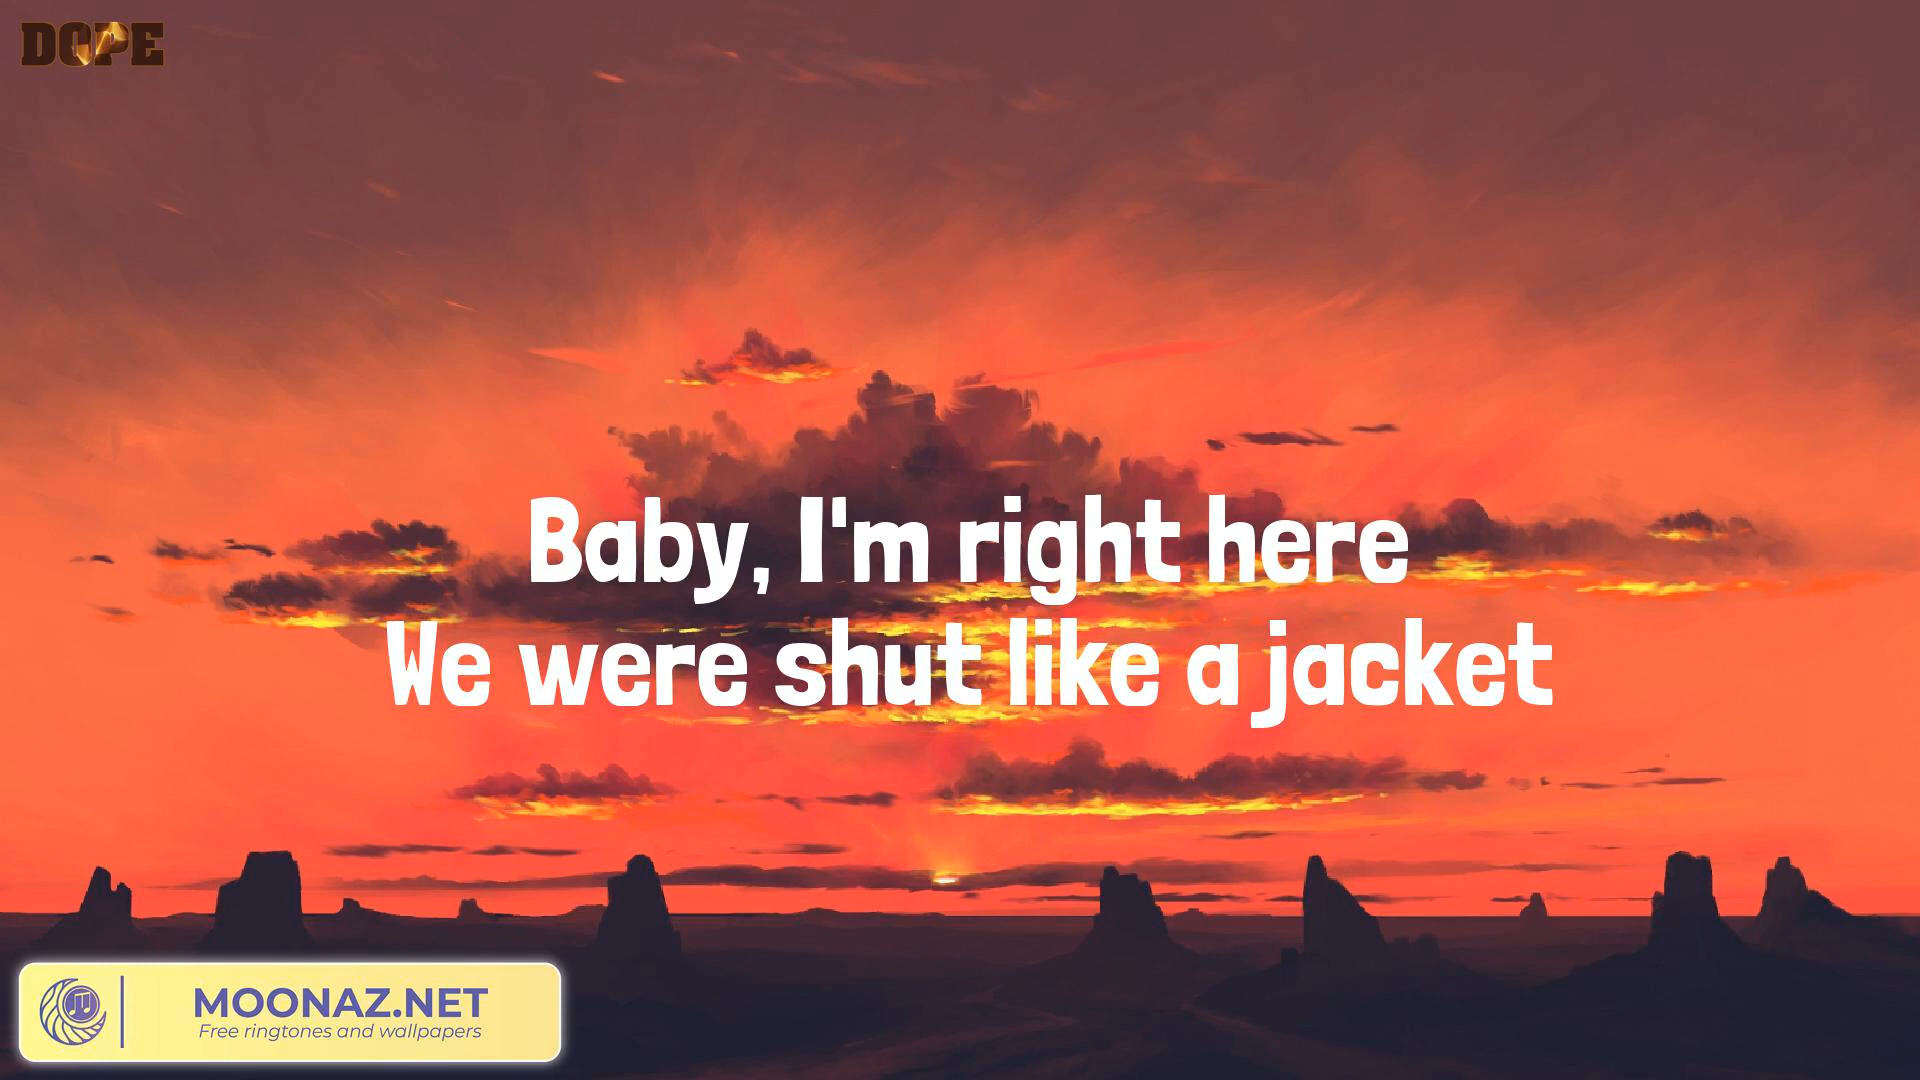 DOPE
Baby, I'm right here
We were shut like a jacket
MOONAZ.NET
Free ringtones and wallpapers